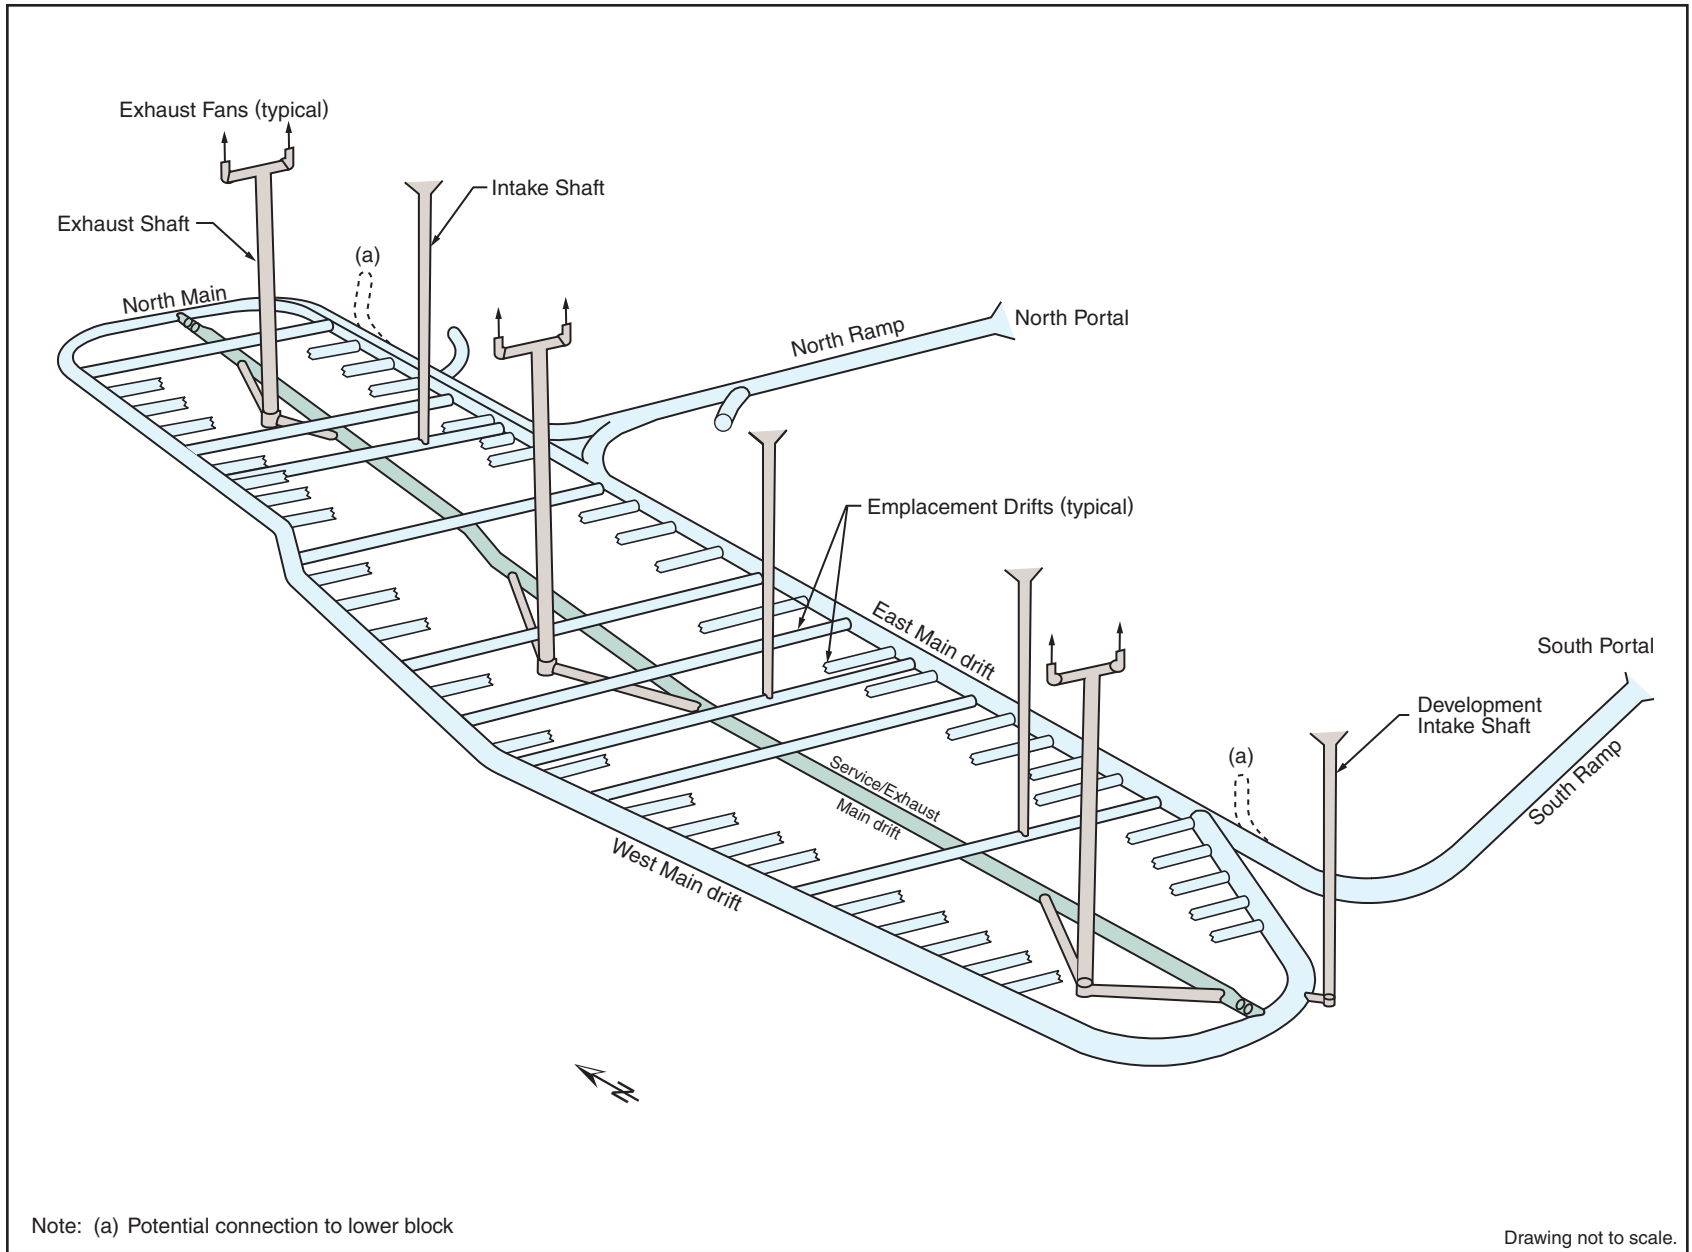 Exhaust Fans (typical)
Intake Shaft
Exhaust Shaft
(a)
North Main
North Ramp
North Portal
Emplacement Drifts (typical)
East Main drift
South Portal
Development
Intake Shaft
(a)
South Ramp
Service/Exhaust
Main drift
West Main drift
N
Note: (a) Potential connection to lower block
Drawing not to scale.